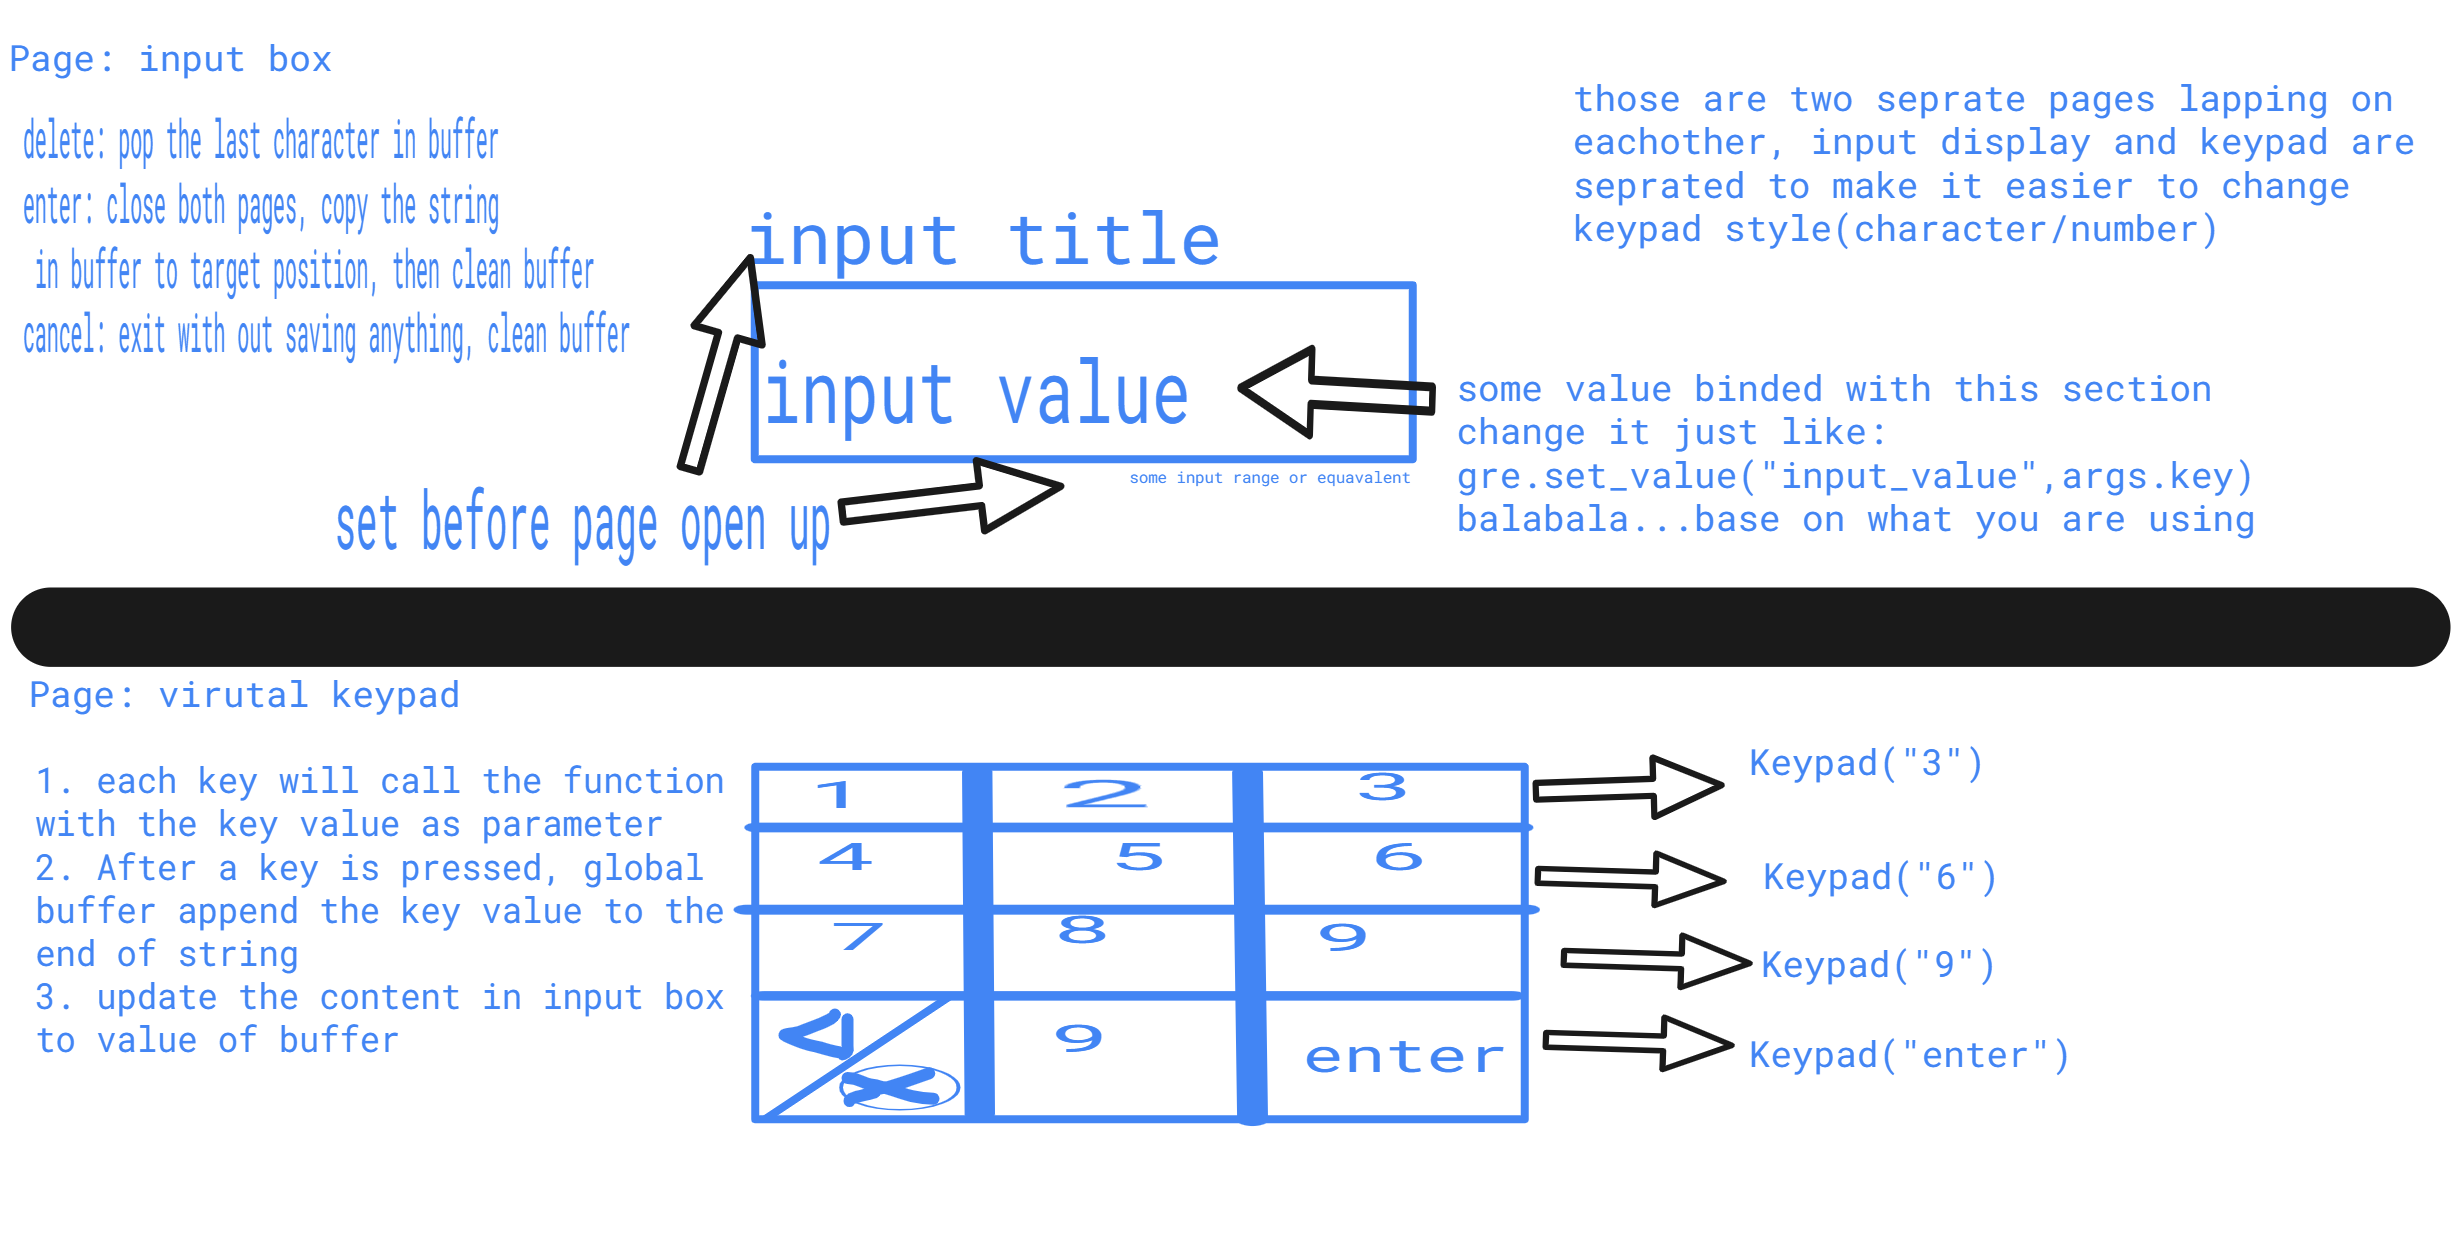 Page: input box
delete: pop the last character in buffer
enter: close both pages, copy the string
in buffer to target position, then clean buffer
cancel: exit with out saving anything, clean buffer
those are two seprate pages lapping on
eachother, input display and keypad are
seprated to make it easier to change
keypad style(character/number)
input title
input value
some value binded with this section
change it just like:
gre.set_value("input_value",args.key)
balabala...base on what you are using
some input range or equavalent
set before page open up
Page: virutal keypad
1. each key will call the function
with the key value as parameter
2. After a key is pressed, global
buffer append the key value to the
end of string
3. update the content in input box
to value of buffer
1 2 3
4 5 6
7 8 9
9 enter
Keypad("3")
Keypad("6")
Keypad("9")
Keypad("enter")